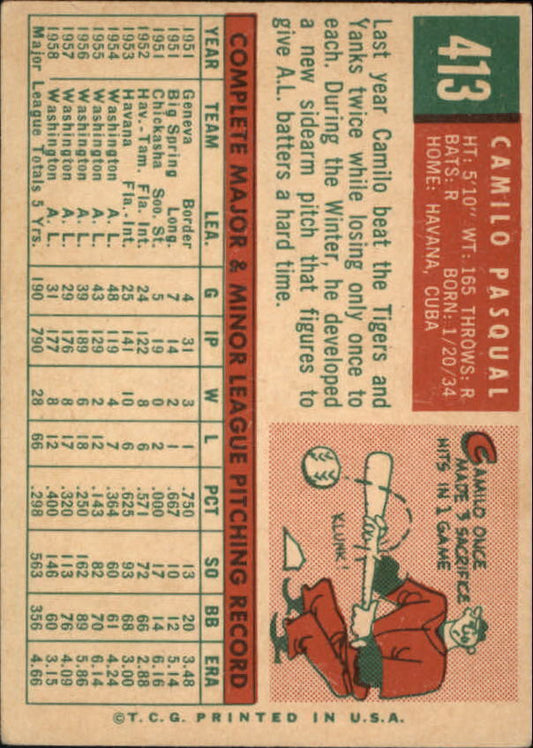 413
CAMILO PASQUAL
HT: 5'10" WT: 165 THROWS: R
BATS: R BORN: 1/20/34
HOME: HAVANA, CUBA
Last year Camilo beat the Tigers and
Yanks twice while losing only once to
each. During the Winter, he developed
a new sidearm pitch that figures to
give A.L. batters a hard time.
CAMILO ONCE
MADE 3 SACRIFICE
HITS IN 1 GAME
KLUNK!
COMPLETE MAJOR & MINOR LEAGUE PITCHING RECORD
YEAR TEAM LEA. G IP W L PCT SO BB ERA
1951 Geneva Border 4 31 3 1 .750 13 20 3.48
1951 Big Spring Long. 7 14 2 1 .667 10 12 5.14
1951 Chickasha Soo. St. 5 19 0 2 .000 17 14 6.16
1952 Hav.-Tam. Fla. Int. 24 122 8 6 .571 72 66 2.88
1953 Havana Fla.-Int. 25 141 10 6 .625 93 68 3.00
1954 Washington A. L. 48 119 4 7 .364 60 61 4.24
1955 Washington A. L. 43 129 2 12 .143 82 70 6.14
1956 Washington A. L. 39 189 6 18 .250 162 89 5.86
1957 Washington A. L. 29 176 8 17 .320 113 76 4.09
1958 Washington A. L. 31 177 8 12 .400 146 60 3.15
Major League Totals 5 Yrs. 190 790 28 66 .298 563 356 4.66
©T.C.G. PRINTED IN U.S.A.